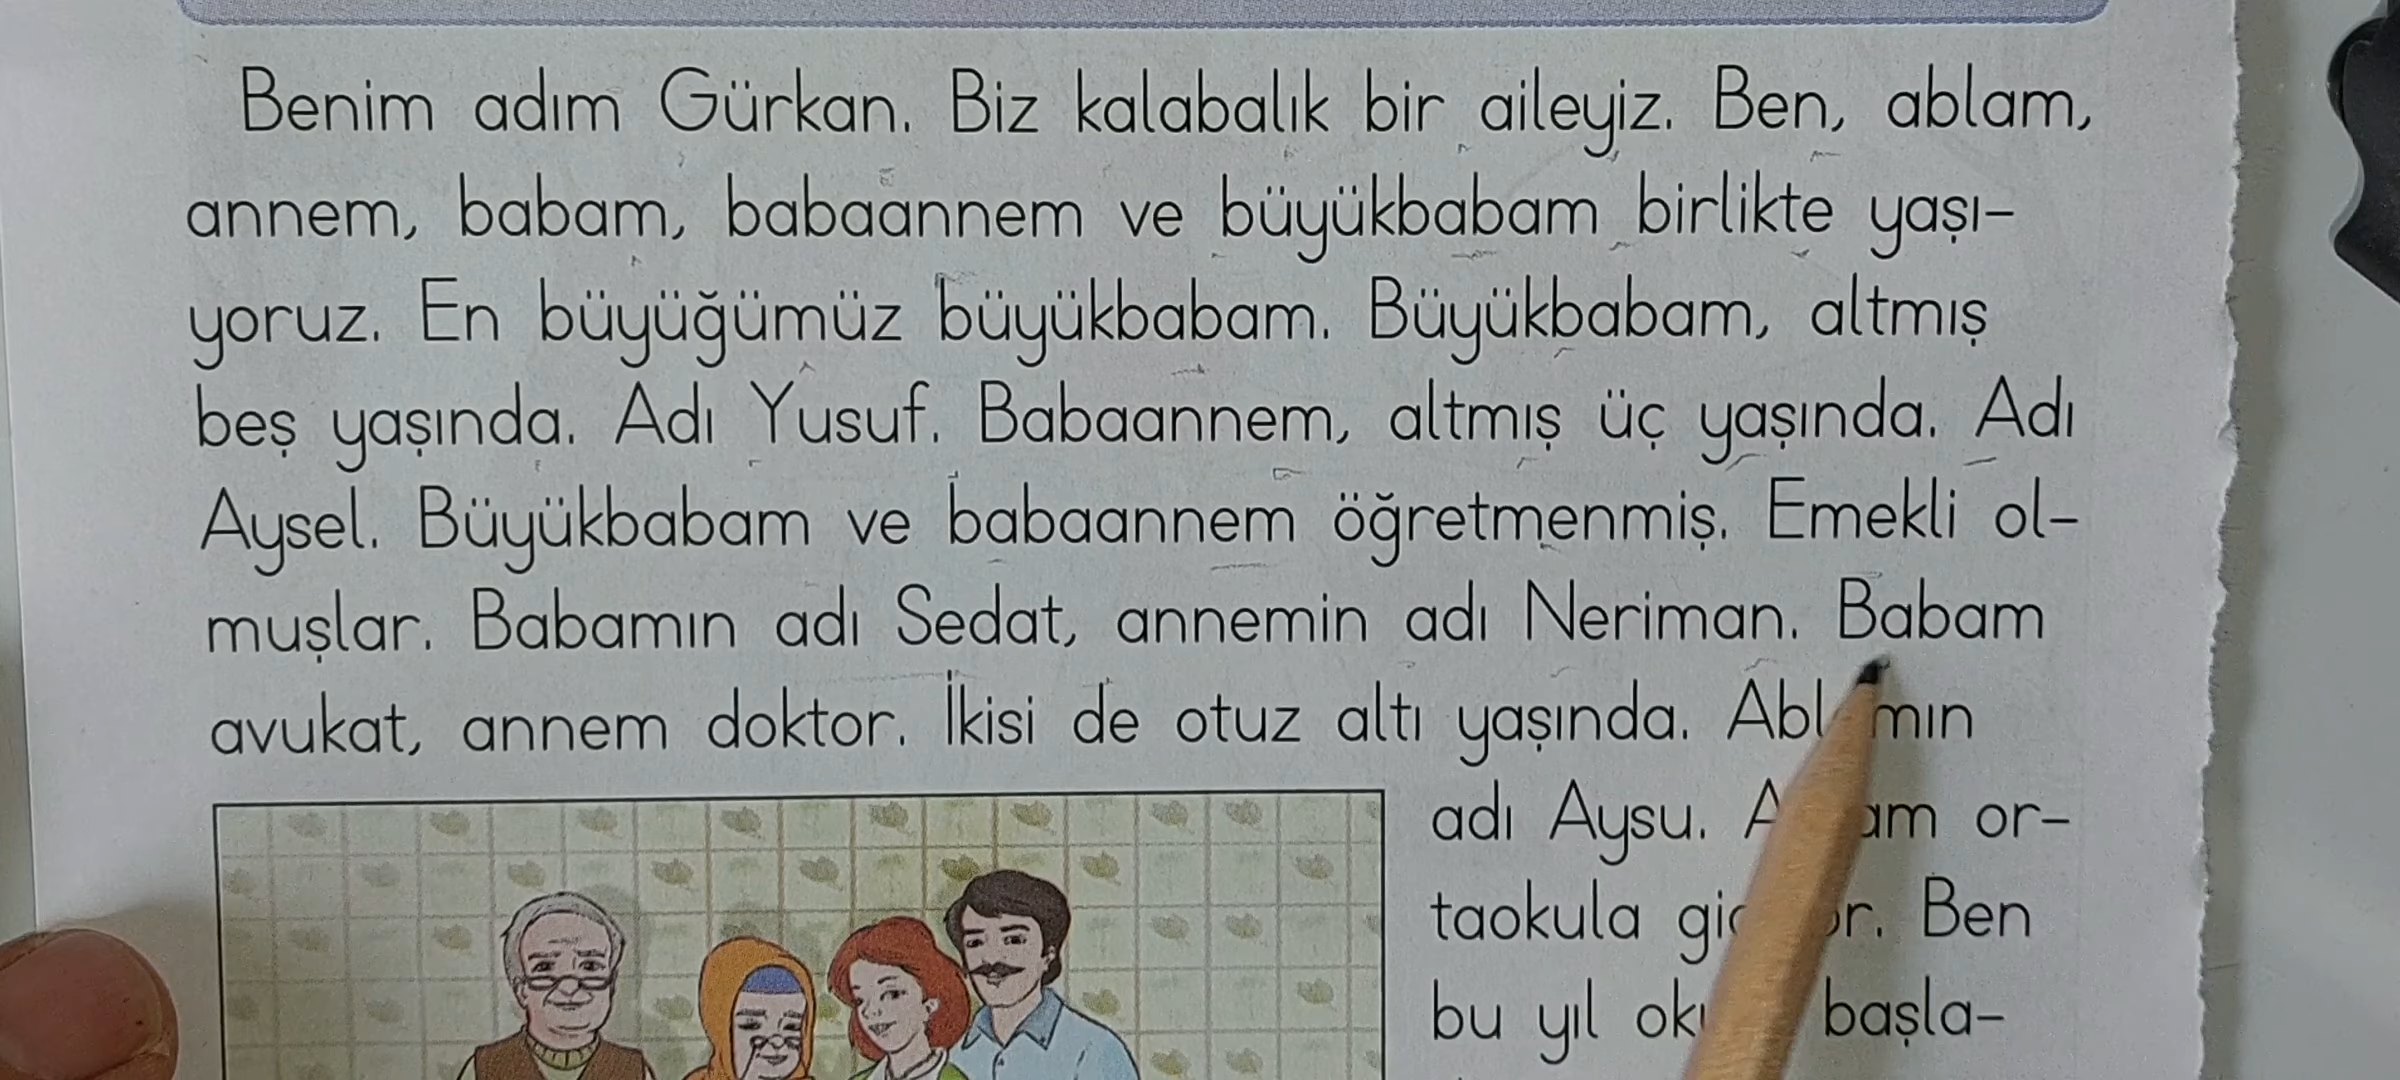 Benim adım Gürkan. Biz kalabalık bir aileyiz. Ben, ablam,
annem, babam, babaannem ve büyükbabam birlikte yaşı-
yoruz. En büyüğümüz büyükbabam. Büyükbabam, altmış
beş yaşında. Adı Yusuf. Babaannem, altmış üç yaşında. Adı
Aysel. Büyükbabam ve babaannem öğretmenmiş. Emekli ol-
muşlar. Babamın adı Sedat, annemin adı Neriman. Babam
avukat, annem doktor. İkisi de otuz altı yaşında.
adı Aysu. or-
taokula Ben
bu yıl başla-